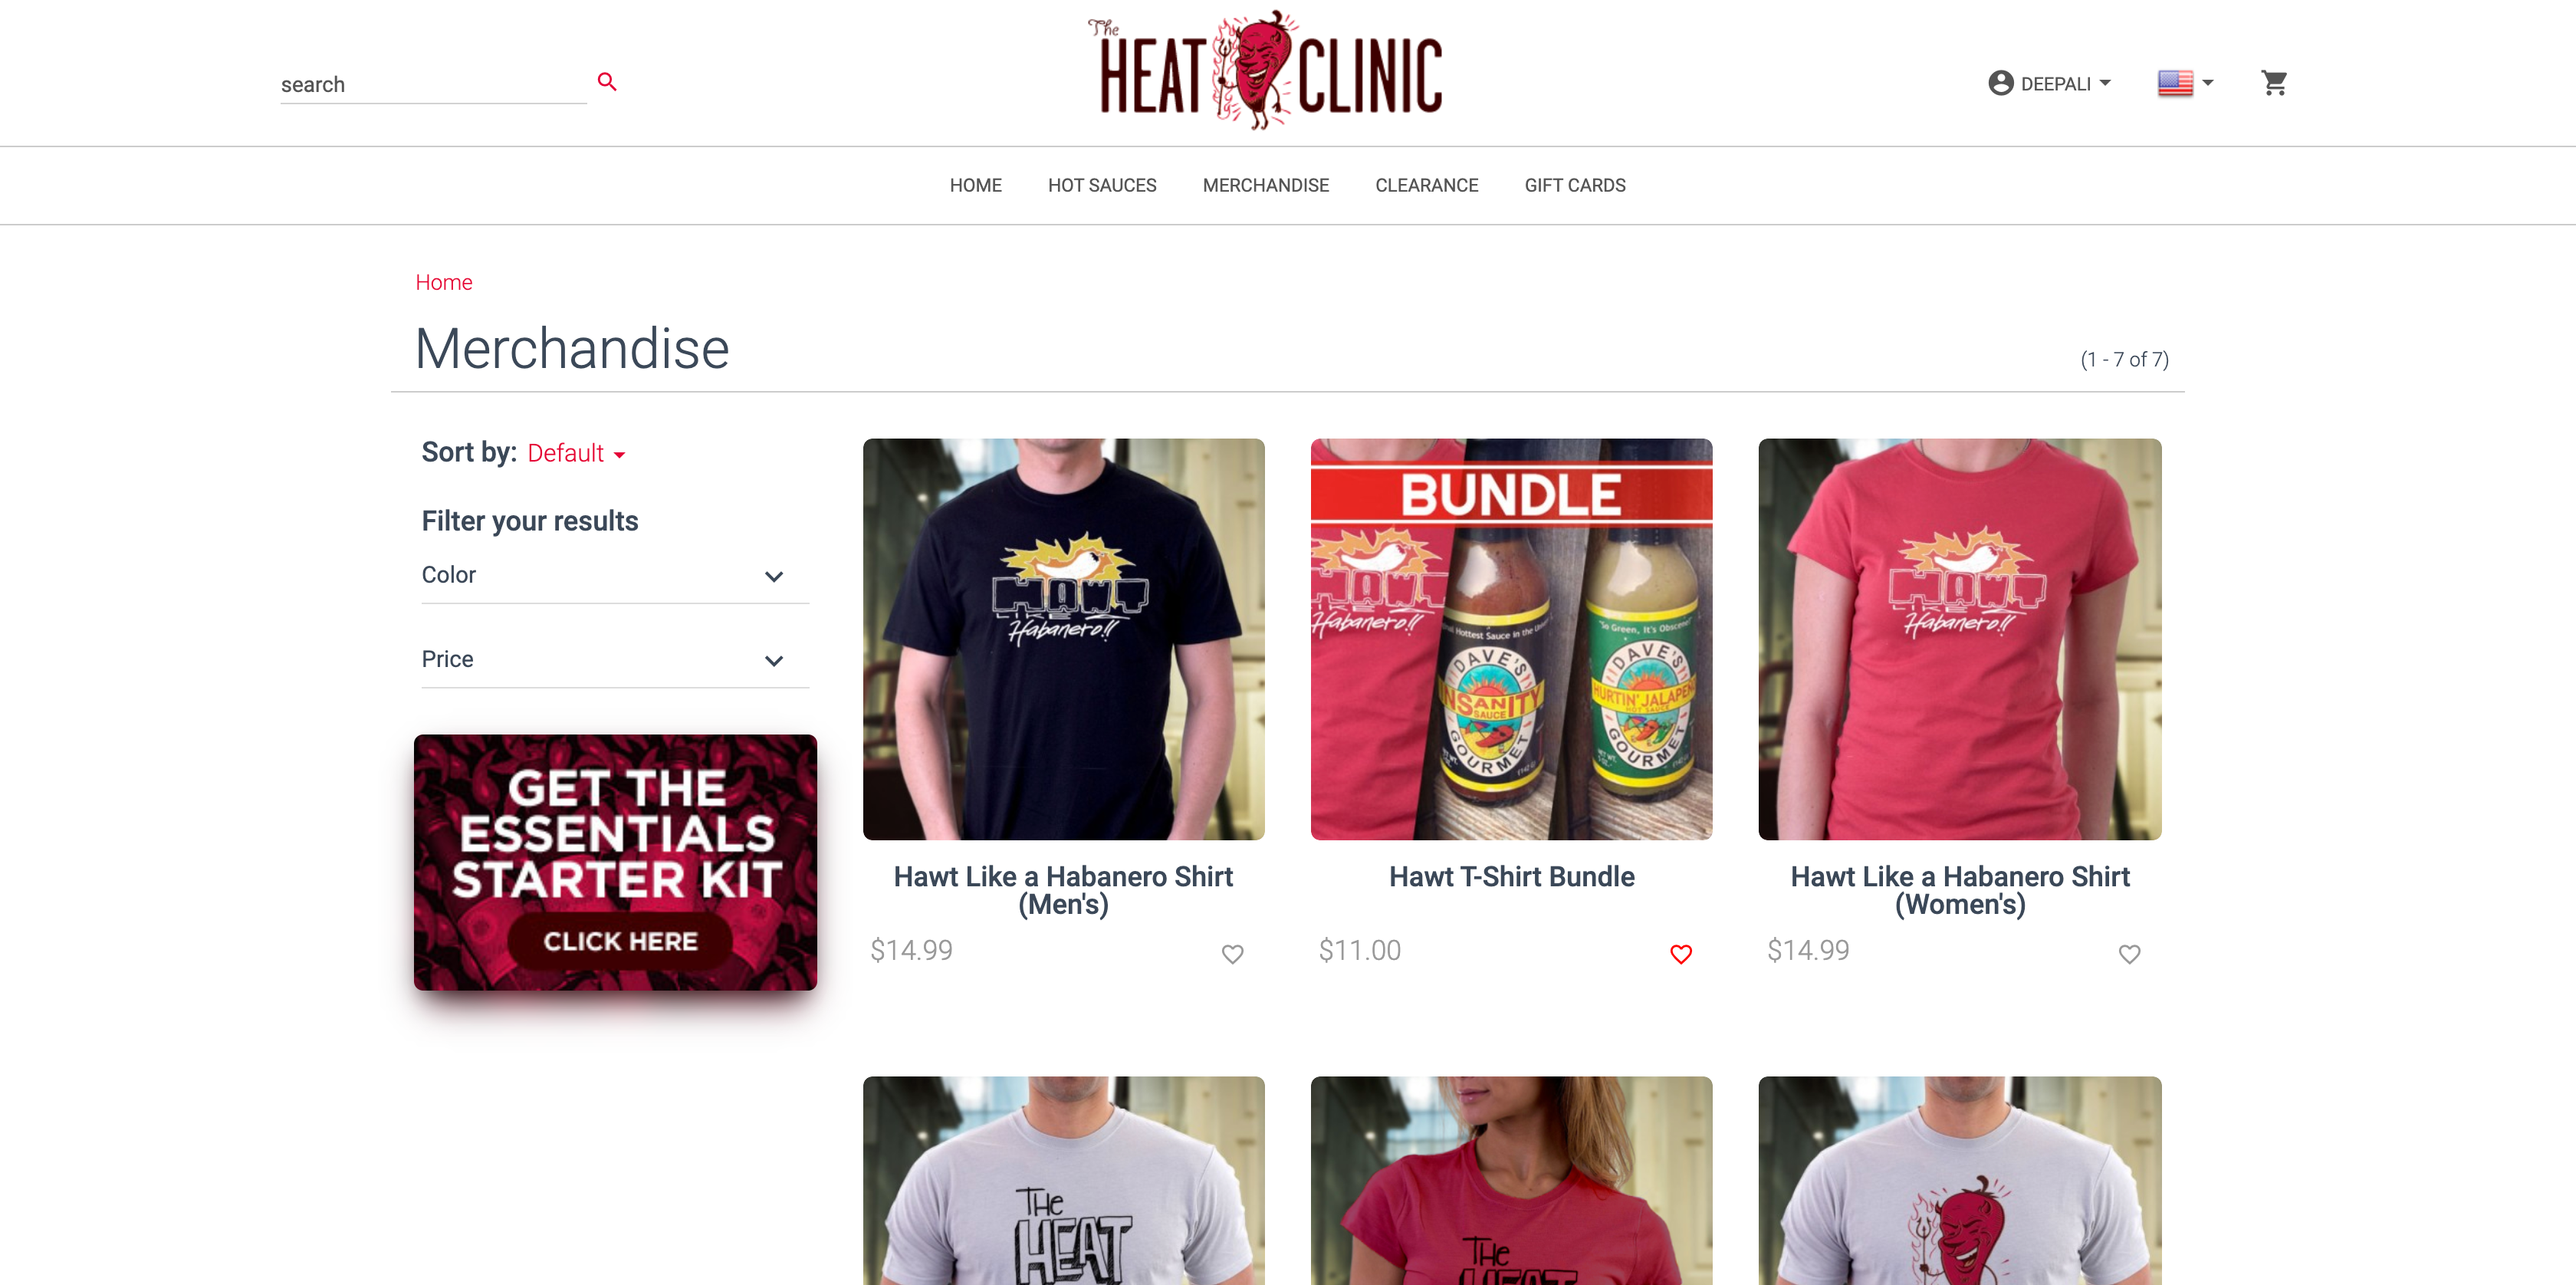 The
HEAT CLINIC
search
DEEPALI
HOME HOT SAUCES MERCHANDISE CLEARANCE GIFT CARDS
Home
Merchandise
(1 - 7 of 7)
Sort by: Default
Filter your results
Color
Price
GET THE
ESSENTIALS
STARTER KIT
CLICK HERE
HAWT
LIKE A
Habanero!!
Hawt Like a Habanero Shirt
(Men's)
$14.99
BUNDLE
HAWT
LIKE A
Habanero!!
Hottest Sauce in the
DAVE'S
INSANITY
SAUCE
GOURMET
"So Green, It's Obscene"
DAVE'S
HURTIN' JALAPEN
HOT SAUCE
GOURMET
Hawt T-Shirt Bundle
$11.00
HAWT
LIKE A
Habanero!!
Hawt Like a Habanero Shirt
(Women's)
$14.99
THE
HEAT
THE
HEAT